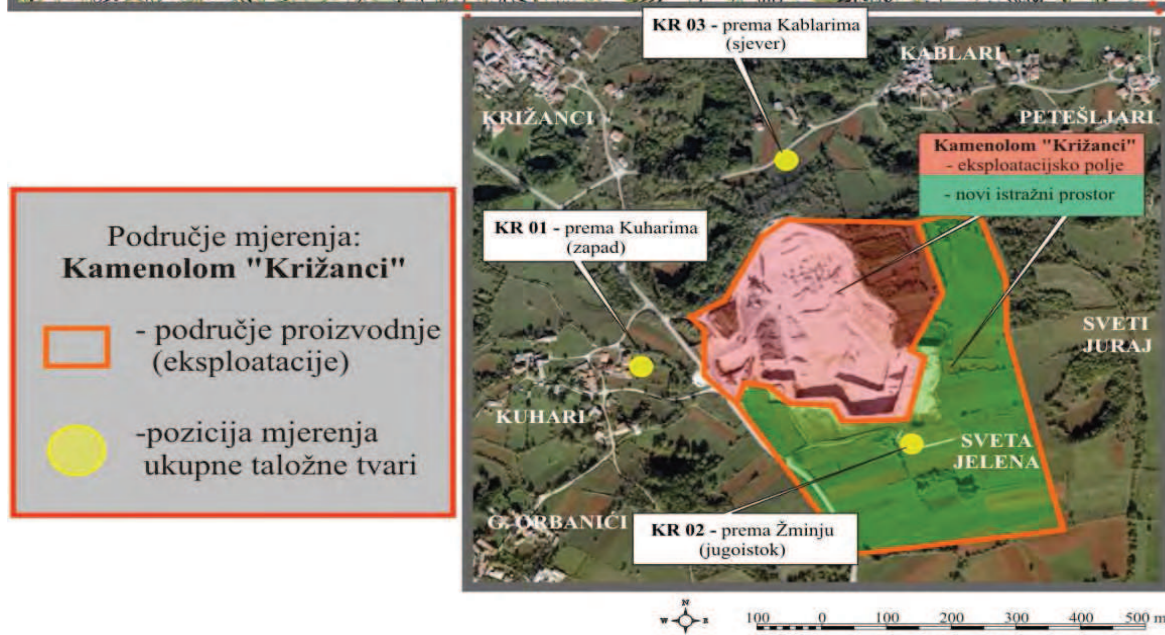 Područje mjerenja:
Kamenolom "Križanci"
- područje proizvodnje
(eksploatacije)
-pozicija mjerenja
ukupne taložne tvari
KR 03 - prema Kablarima
(sjever)
KABLARI
KRIŽANCI
PETEŠLJARI
Kamenolom "Križanci"
- eksploatacijsko polje
- novi istražni prostor
KR 01 - prema Kuharima
(zapad)
SVETI
JURAJ
KUHARI
SVETA
JELENA
G. ORBANIĆI
KR 02 - prema Žminju
(jugoistok)
N
W E
S
100 0 100 200 300 400 500 m